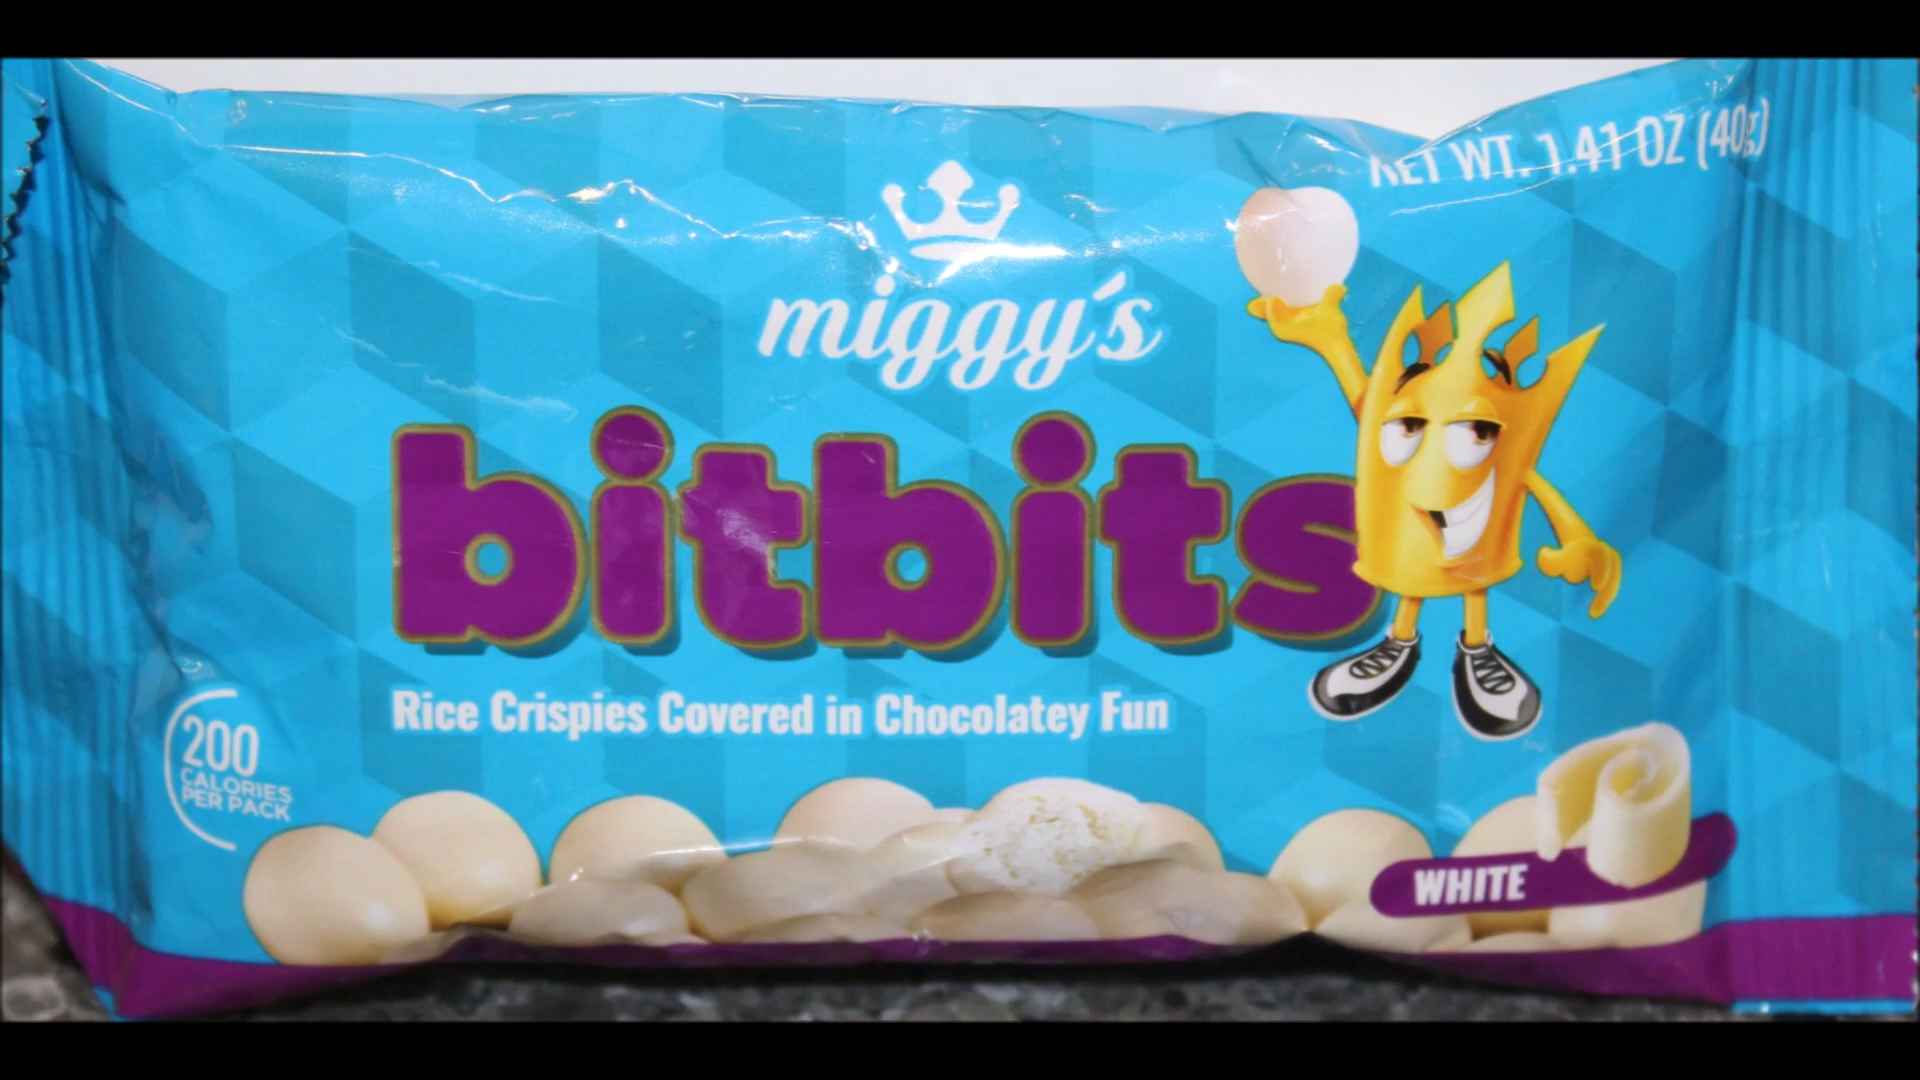 NET WT. 1.41 OZ (40g)
miggy's
bitbits
Rice Crispies Covered in Chocolatey Fun
200
CALORIES
PER PACK
WHITE